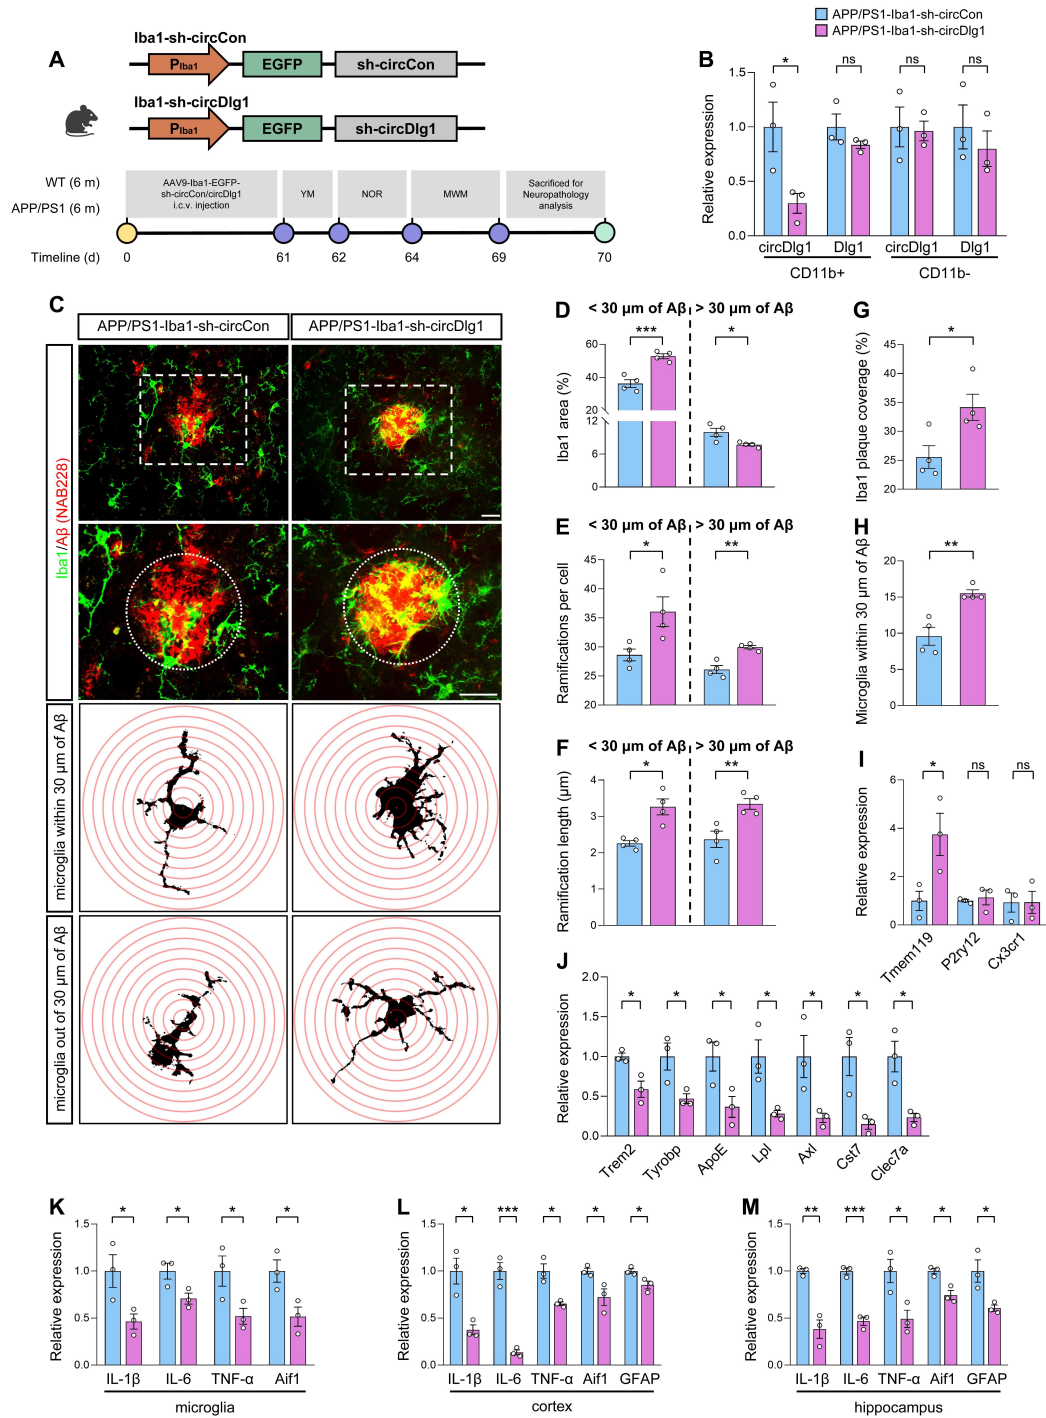 APP/PS1-Iba1-sh-circCon
APP/PS1-Iba1-sh-circDlg1
A
Iba1-sh-circCon
PIba1
EGFP
sh-circCon
Iba1-sh-circDlg1
PIba1
EGFP
sh-circDlg1
WT (6 m)
APP/PS1 (6 m)
AAV9-Iba1-EGFP-
sh-circCon/circDlg1
i.c.v. injection
YM
NOR
MWM
Sacrificed for
Neuropathology
analysis
Timeline (d)
0 61 62 64 69 70
B
Relative expression
1.5
1.0
0.5
0.0
* ns ns ns
circDlg1 Dlg1 circDlg1 Dlg1
CD11b+ CD11b-
C
APP/PS1-Iba1-sh-circCon
APP/PS1-Iba1-sh-circDlg1
Iba1/Aβ (NAB228)
microglia within 30 µm of Aβ
microglia out of 30 µm of Aβ
D
< 30 µm of Aβ > 30 µm of Aβ
*** *
Iba1 area (%)
60
40
20
12
6
0
E
< 30 µm of Aβ > 30 µm of Aβ
* **
Ramifications per cell
45
40
35
30
25
20
F
< 30 µm of Aβ > 30 µm of Aβ
* **
Ramification length (µm)
4
3
2
1
0
G
*
Iba1 plaque coverage (%)
45
40
35
30
25
20
H
**
Microglia within 30 µm of Aβ
20
15
10
5
0
I
* ns ns
Relative expression
6
4
2
0
Tmem119 P2ry12 Cx3cr1
J
* * * * * * *
Relative expression
2.0
1.5
1.0
0.5
0.0
Trem2 Tyrobp ApoE Lpl Axl Cst7 Clec7a
K
* * * *
Relative expression
1.5
1.0
0.5
0.0
IL-1β IL-6 TNF-α Aif1
microglia
L
* *** * * *
Relative expression
1.5
1.0
0.5
0.0
IL-1β IL-6 TNF-α Aif1 GFAP
cortex
M
** *** * * *
Relative expression
1.5
1.0
0.5
0.0
IL-1β IL-6 TNF-α Aif1 GFAP
hippocampus